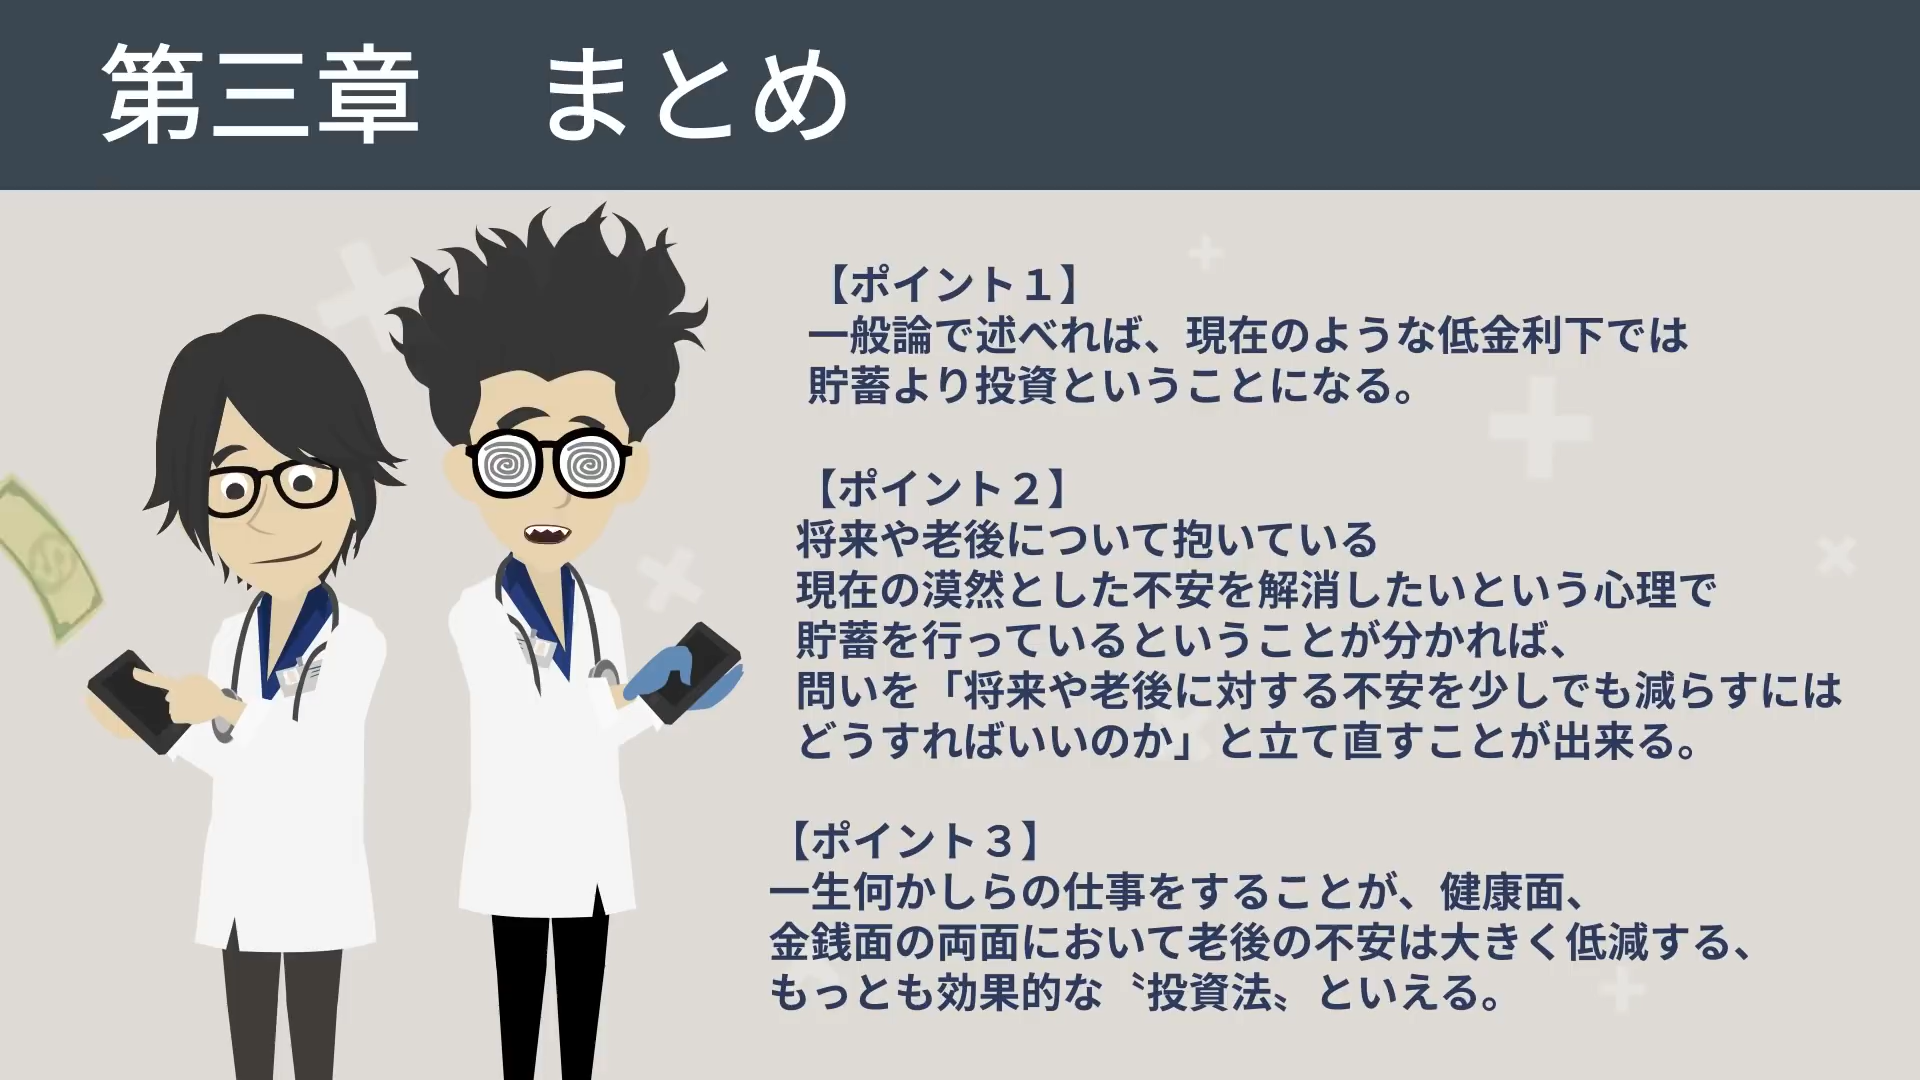 第三章　まとめ
【ポイント１】
一般論で述べれば、現在のような低金利下では
貯蓄より投資ということになる。
【ポイント２】
将来や老後について抱いている
現在の漠然とした不安を解消したいという心理で
貯蓄を行っているということが分かれば、
問いを「将来や老後に対する不安を少しでも減らすには
どうすればいいのか」と立て直すことが出来る。
【ポイント３】
一生何かしらの仕事をすることが、健康面、
金銭面の両面において老後の不安は大きく低減する、
もっとも効果的な〝投資法〟といえる。